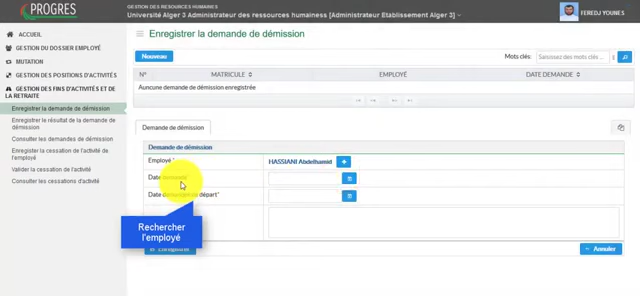 PROGRES
GESTION DES RESSOURCES HUMAINES
Université Alger 3 Administrateur des ressources humainess [Administrateur Etablissement Alger 3]
FEREDJ YOUNES
ACCUEIL
GESTION DU DOSSIER EMPLOYÉ
MUTATION
GESTION DES POSITIONS D'ACTIVITÉS
GESTION DES FINS D'ACTIVITÉS ET DE
LA RETRAITE
Enregistrer la demande de démission
Enregistrer le résultat de la demande de
démission
Consulter les demandes de démission
Enregister la cessation de l'activité de
l'employé
Valider la cessation de l'activité
Consulter les cessations d'activité
Enregistrer la demande de démission
Nouveau
Mots clés:
Saisissez des mots clés ...
N°
MATRICULE
EMPLOYÉ
DATE DEMANDE
Aucunne demande de démission enregistrée
Demande de démission
Demande de démission
Employé *
HASSIANI Abdelhamid
Date
Date
départ*
Rechercher
l'employé
Annuler